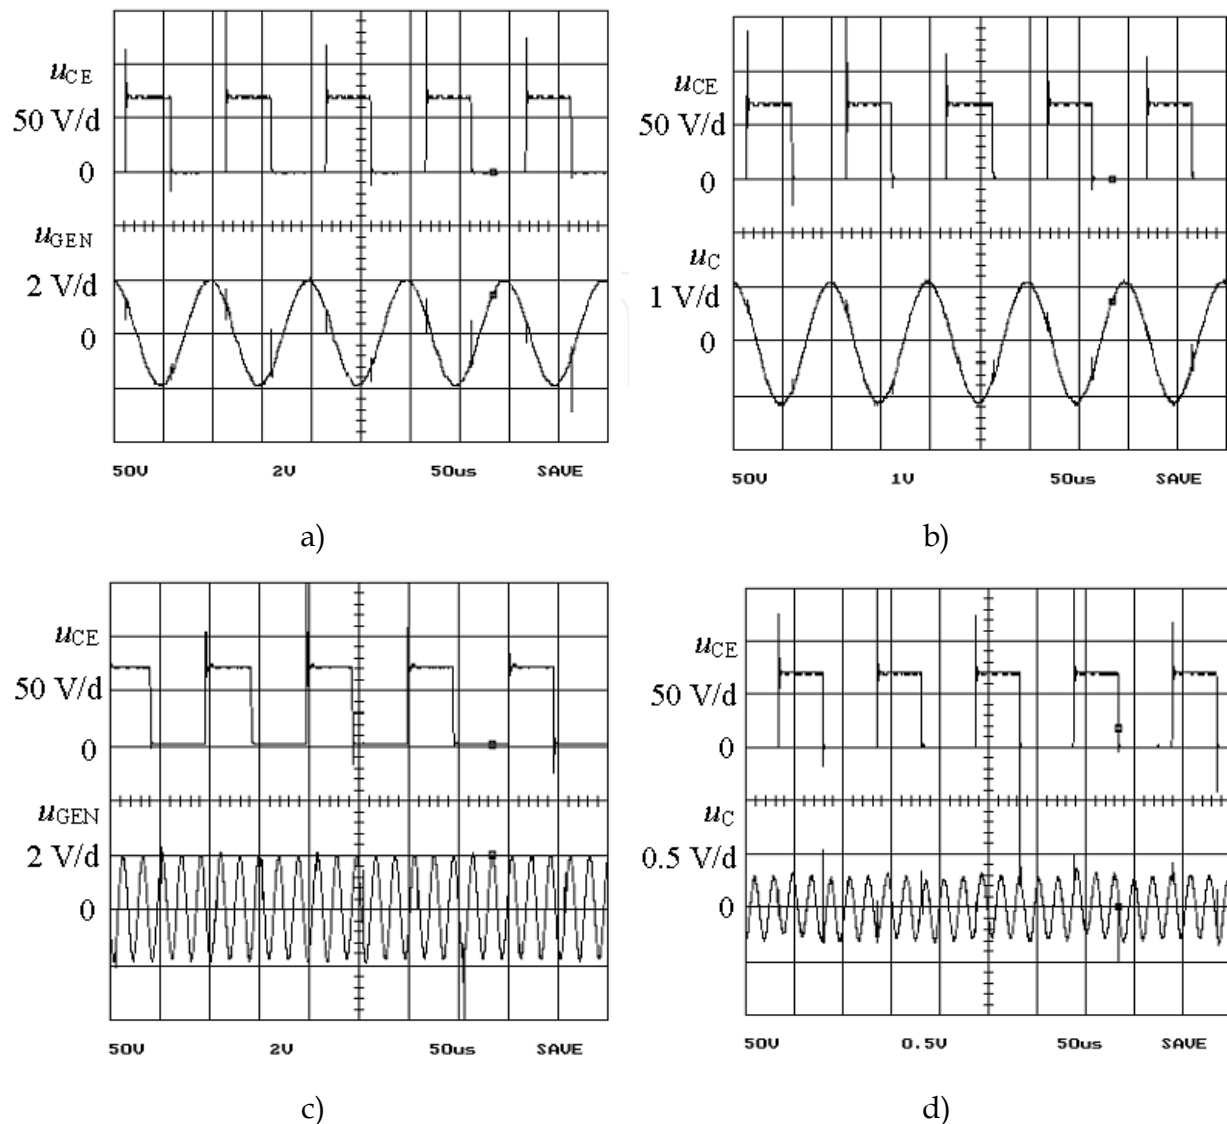 uCE
50 V/d
0
uGEN
2 V/d
0
50V 2V 50us SAVE
a)
uCE
50 V/d
0
uC
1 V/d
0
50V 1V 50us SAVE
b)
uCE
50 V/d
0
uGEN
2 V/d
0
50V 2V 50us SAVE
c)
uCE
50 V/d
0
uC
0.5 V/d
0
50V 0.5V 50us SAVE
d)